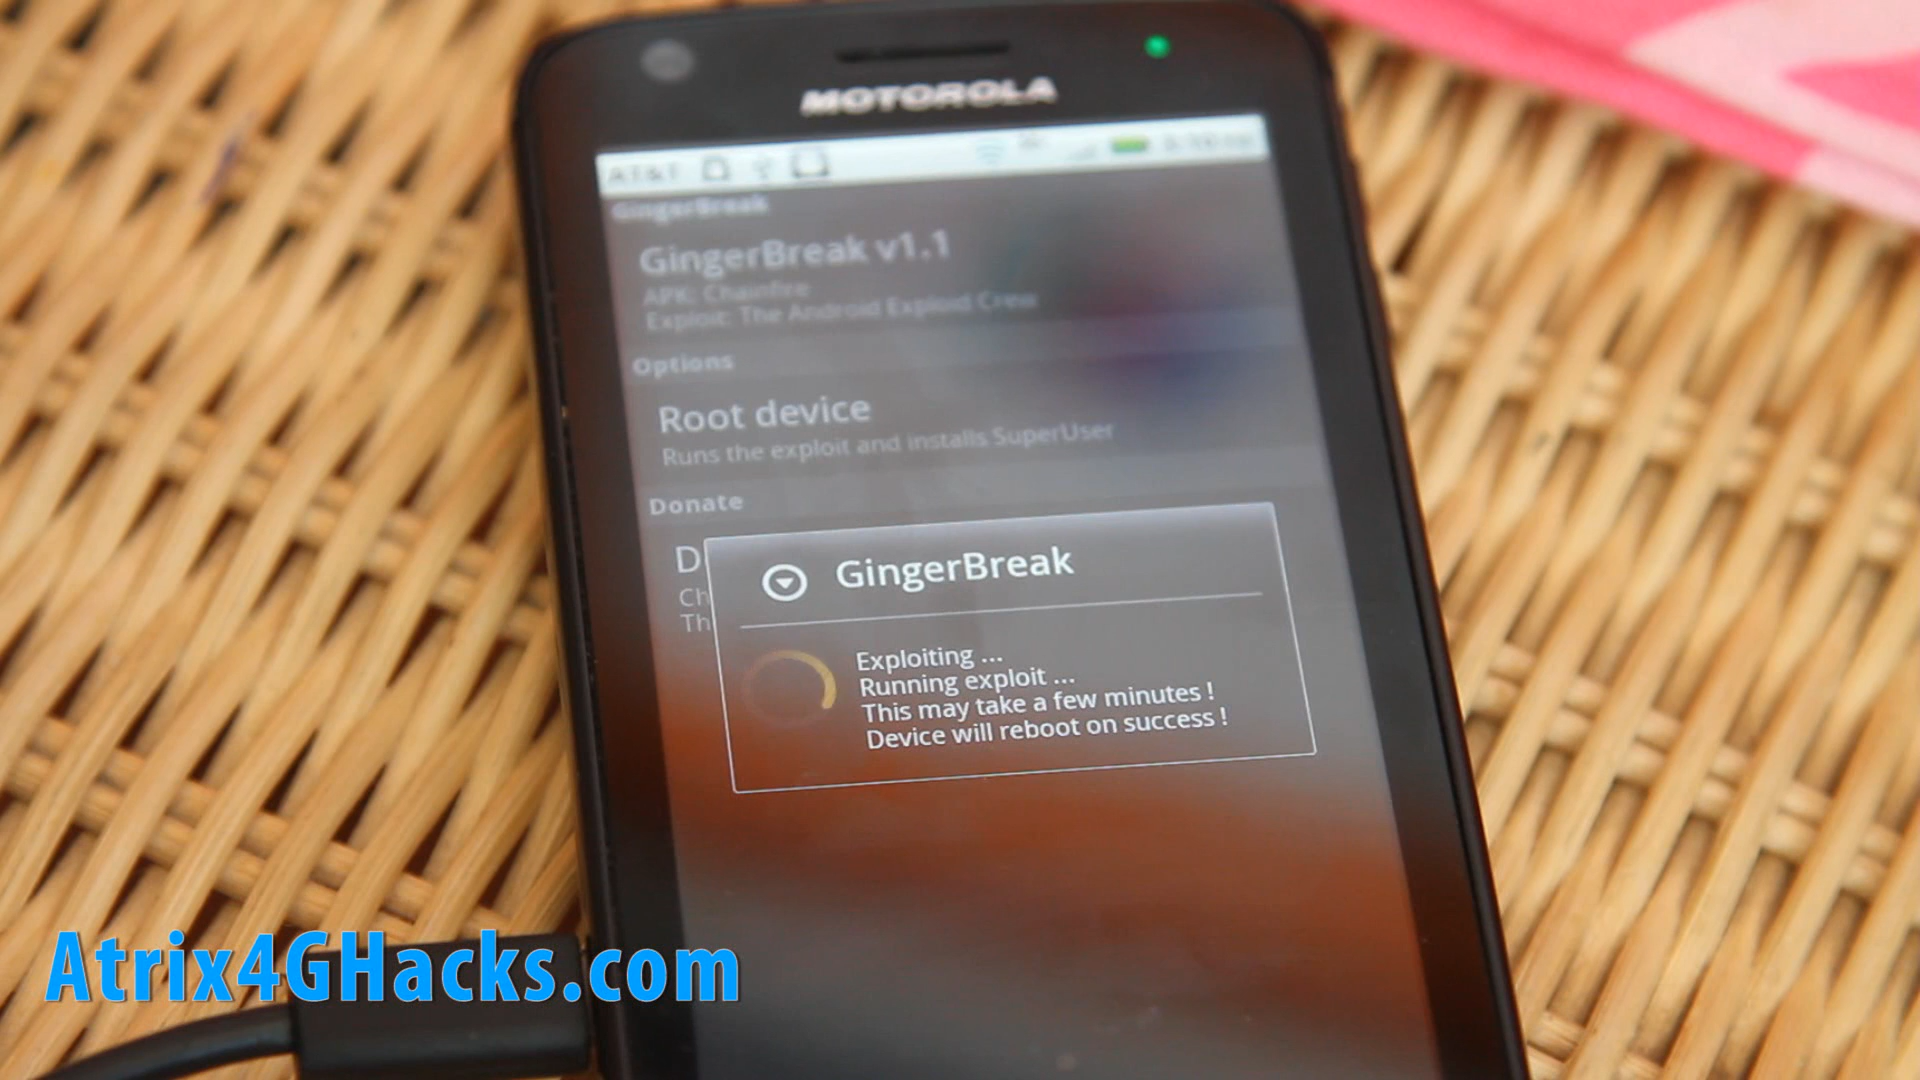 MOTOROLA
AT&T
GingerBreak
GingerBreak v1.1
APK: Chainfire
Exploit: The Android Exploid Crew
Options
Root device
Runs the exploit and installs SuperUser
Donate
D
Ch
Th
GingerBreak
Exploiting ...
Running exploit ...
This may take a few minutes !
Device will reboot on success !
Atrix4GHacks.com